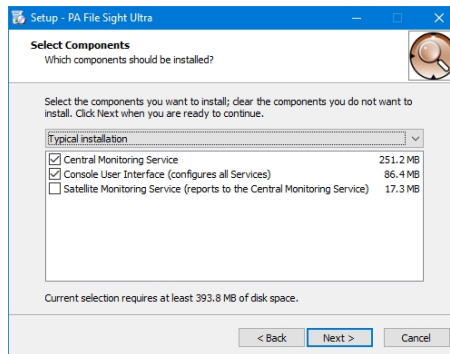 Setup - PA File Sight Ultra
Select Components
Which components should be installed?
Select the components you want to install; clear the components you do not want to
install. Click Next when you are ready to continue.
Typical installation
Central Monitoring Service 251.2 MB
Console User Interface (configures all Services) 86.4 MB
Satellite Monitoring Service (reports to the Central Monitoring Service) 17.3 MB
Current selection requires at least 393.8 MB of disk space.
< Back Next > Cancel